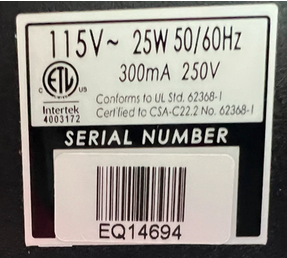 115V~ 25W 50/60Hz
300mA 250V
C ETL US
Intertek
4003172
Conforms to UL Std. 62368-1
Certified to CSA-C22.2 No. 62368-1
SERIAL NUMBER
EQ14694